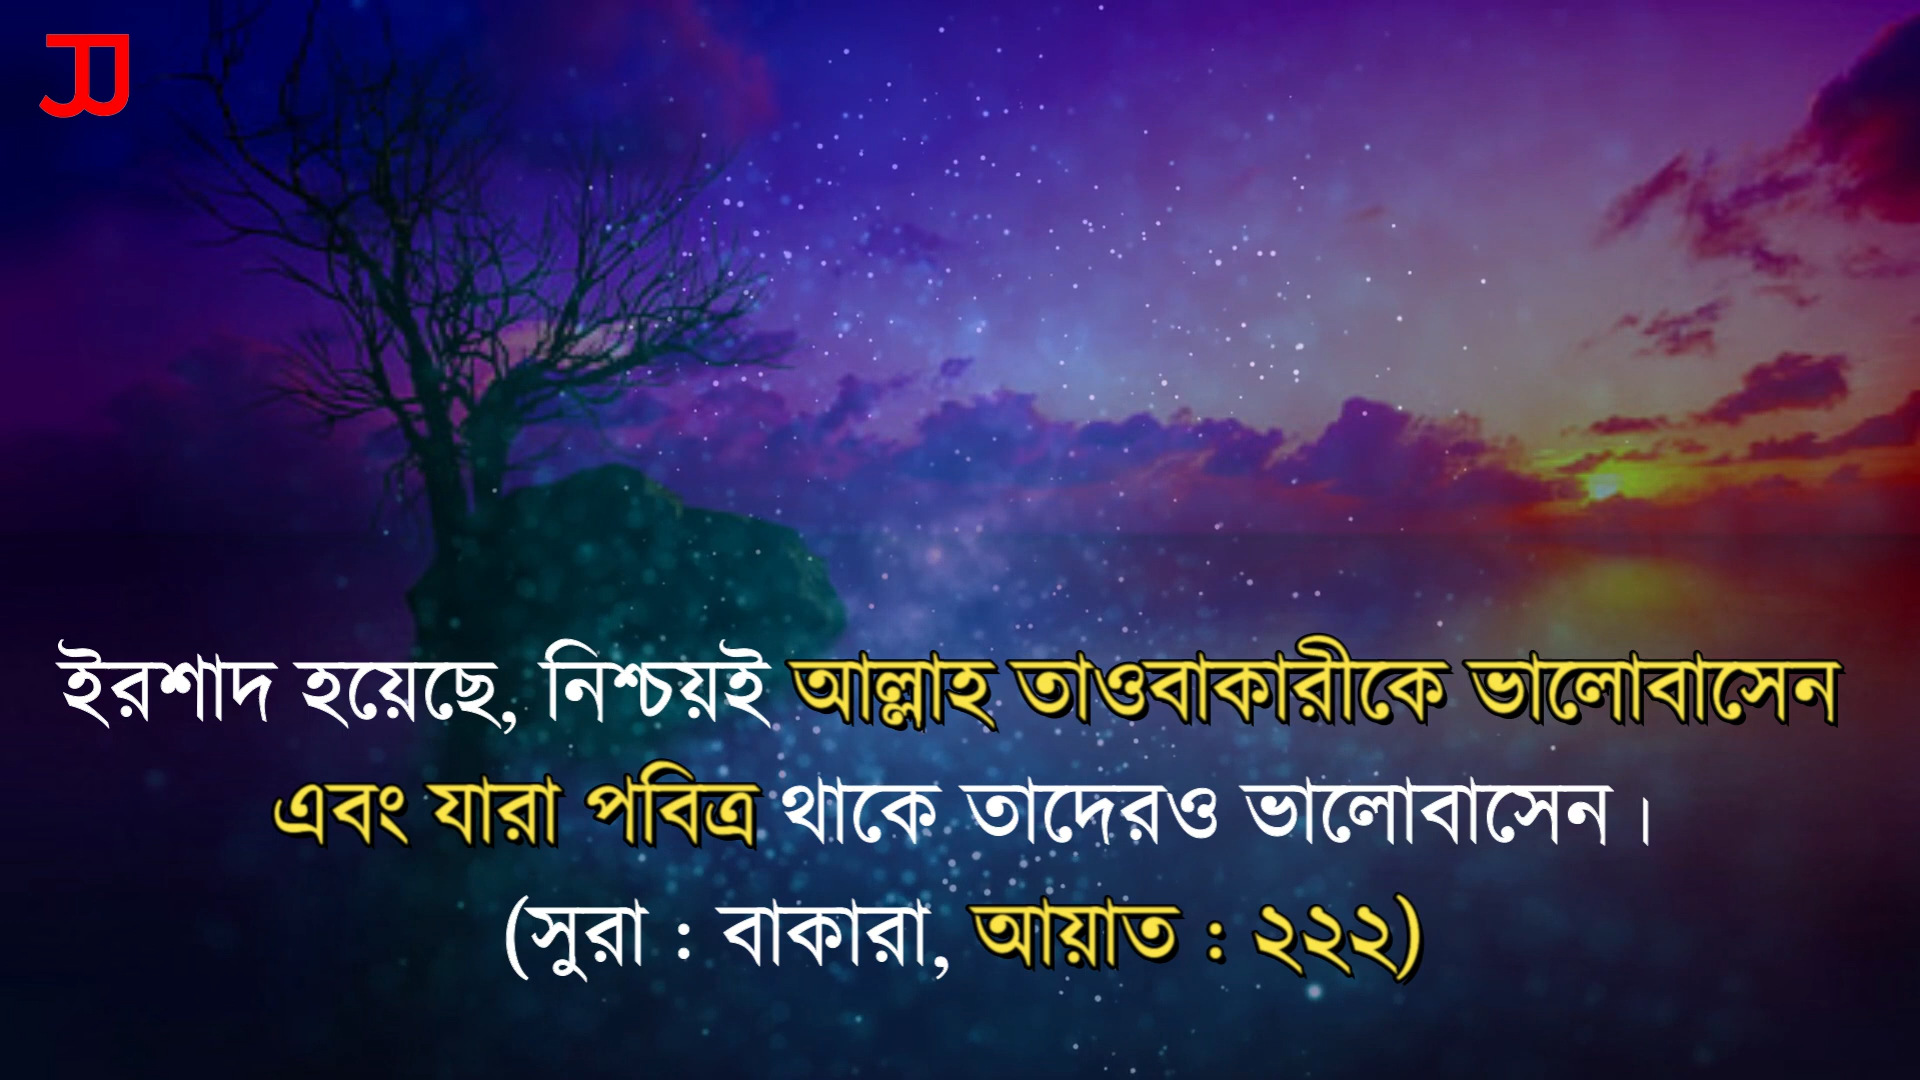 ইরশাদ হয়েছে, নিশ্চয়ই আল্লাহ তাওবাকারীকে ভালোবাসেন
এবং যারা পবিত্র থাকে তাদেরও ভালোবাসেন।
(সুরা : বাকারা, আয়াত : ২২২)